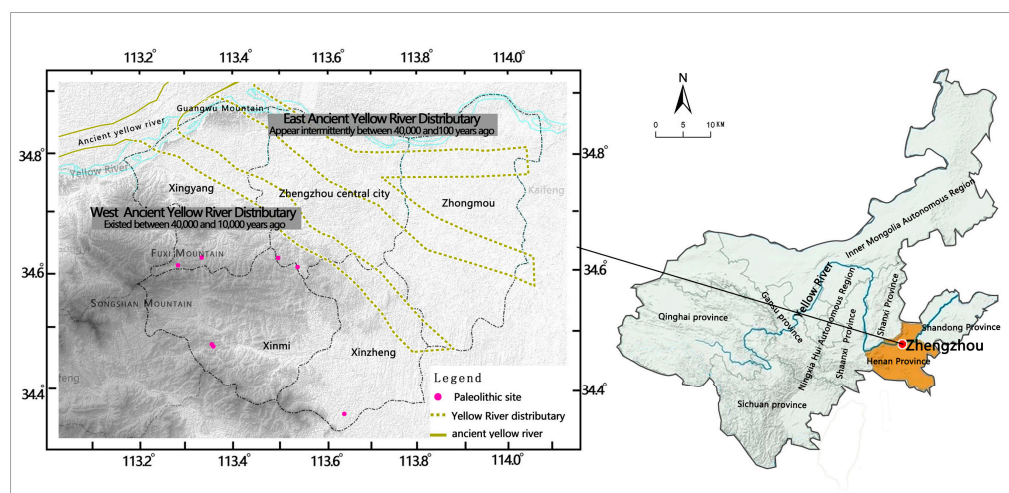 113.2°
113.4°
113.6°
113.8°
114.0°
34.8°
34.6°
34.4°
Guangwu Mountain
Ancient yellow river
East Ancient Yellow River Distributary
Appear intermittently between 40,000 and100 years ago
Yellow River
Xingyang
Zhengzhou central city
Kaifeng
Zhongmou
West Ancient Yellow River Distributary
Existed between 40,000 and 10,000 years ago
Fuxi Mountain
Songshan Mountain
Xinmi
Xinzheng
feng
Legend
Paleolithic site
Yellow River distributary
ancient yellow river
34.8°
34.6°
34.4°
113.2°
113.4°
113.6°
113.8°
114.0°
N
0 5 10 KM
Inner Mongolia Autonomous Region
Yellow River
Gansu province
Qinghai province
Ningxia Hui Autonomous Region
Shaanxi Province
Shanxi Province
Shandong Province
Zhengzhou
Henan Province
Sichuan province